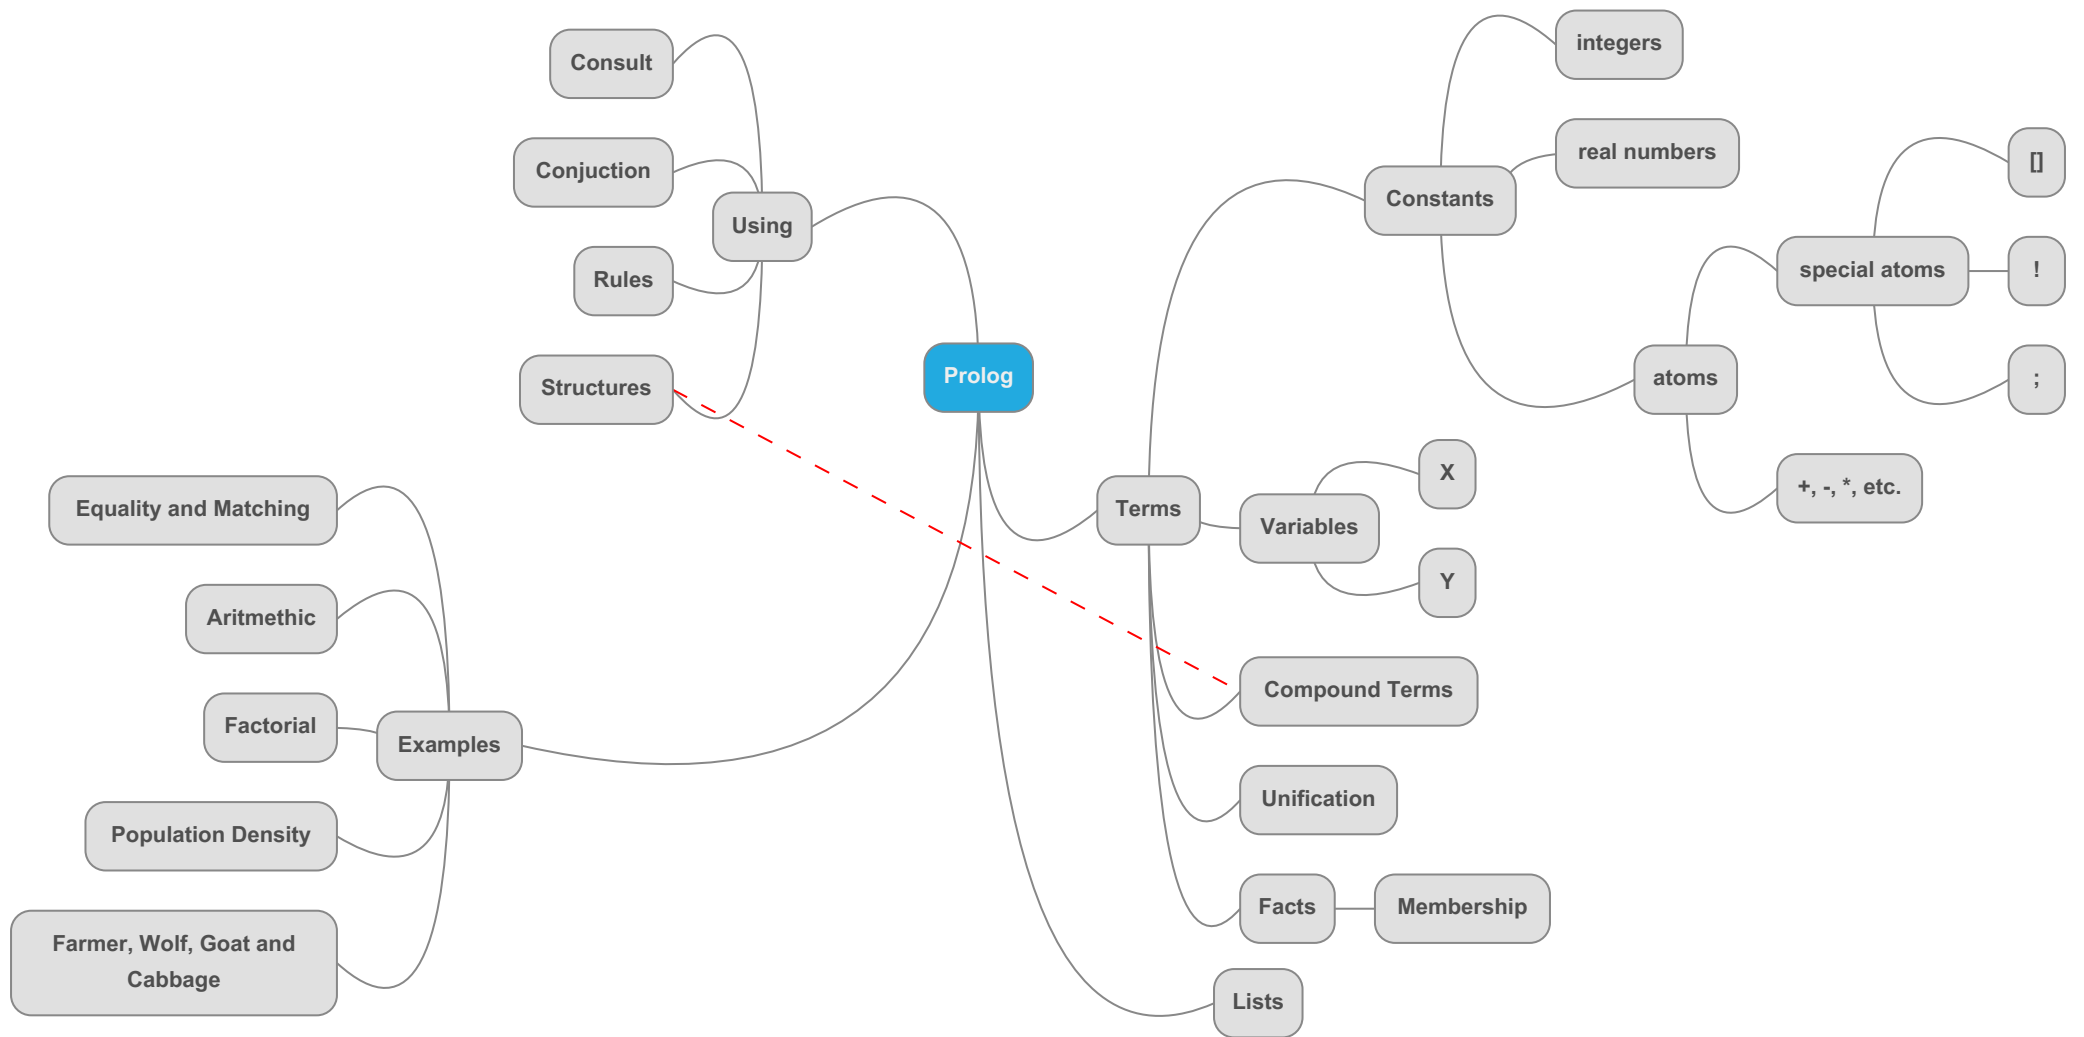 Prolog
Using
Consult
Conjuction
Rules
Structures
Examples
Equality and Matching
Aritmethic
Factorial
Population Density
Farmer, Wolf, Goat and
Cabbage
Terms
Constants
integers
real numbers
atoms
special atoms
[]
!
;
+, -, *, etc.
Variables
X
Y
Compound Terms
Unification
Facts
Membership
Lists